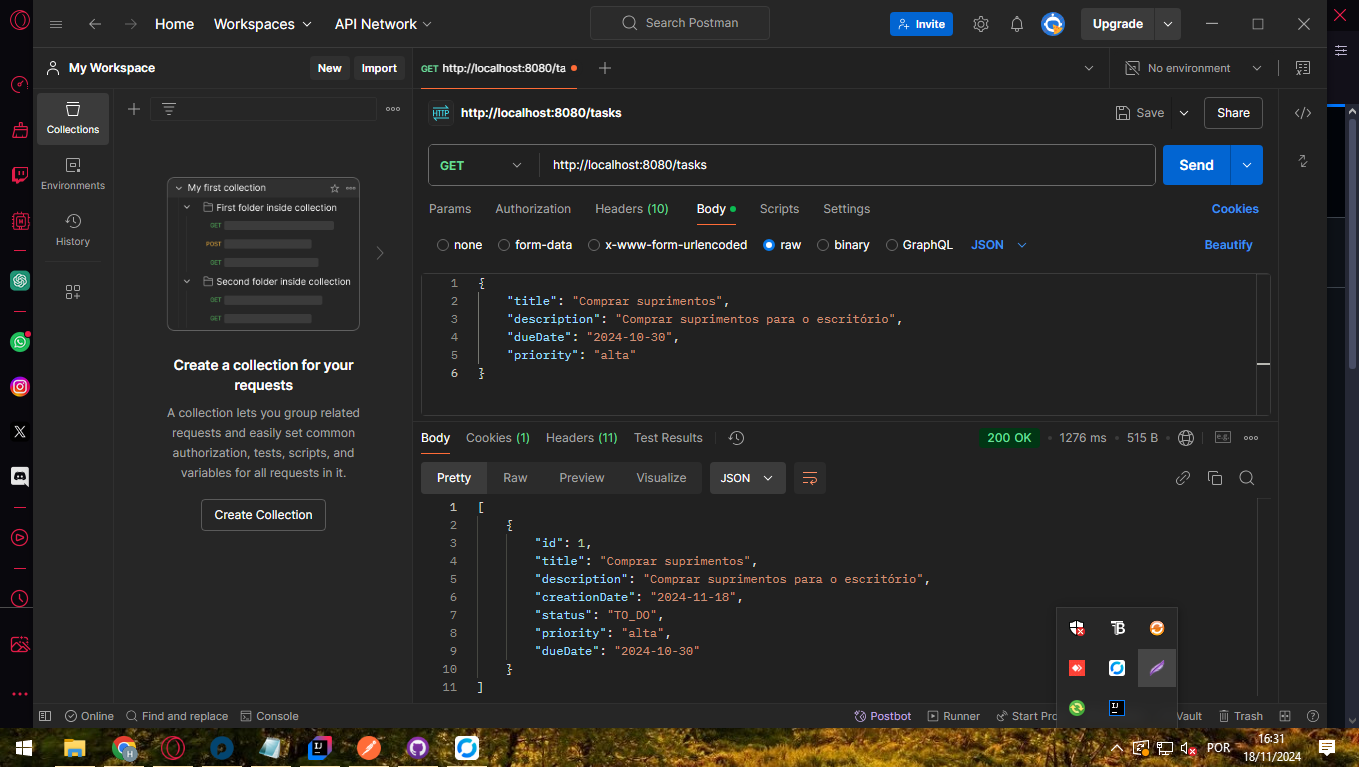 Home
Workspaces
API Network
Search Postman
Invite
Upgrade
My Workspace
New
Import
GET http://localhost:8080/ta
No environment
Collections
Environments
History
My first collection
First folder inside collection
GET
POST
GET
Second folder inside collection
GET
GET
Create a collection for your
requests
A collection lets you group related
requests and easily set common
authorization, tests, scripts, and
variables for all requests in it.
Create Collection
HTTP http://localhost:8080/tasks
Save
Share
GET
http://localhost:8080/tasks
Send
Params
Authorization
Headers (10)
Body
Scripts
Settings
Cookies
none
form-data
x-www-form-urlencoded
raw
binary
GraphQL
JSON
Beautify
1 {
2 "title": "Comprar suprimentos",
3 "description": "Comprar suprimentos para o escritório",
4 "dueDate": "2024-10-30",
5 "priority": "alta"
6 }
Body
Cookies (1)
Headers (11)
Test Results
200 OK
1276 ms
515 B
e.g.
Pretty
Raw
Preview
Visualize
JSON
1 [
2 {
3 "id": 1,
4 "title": "Comprar suprimentos",
5 "description": "Comprar suprimentos para o escritório",
6 "creationDate": "2024-11-18",
7 "status": "TO_DO",
8 "priority": "alta",
9 "dueDate": "2024-10-30"
10 }
11 ]
Online
Find and replace
Console
Postbot
Runner
Start Pro
Vault
Trash
POR
16:31
18/11/2024